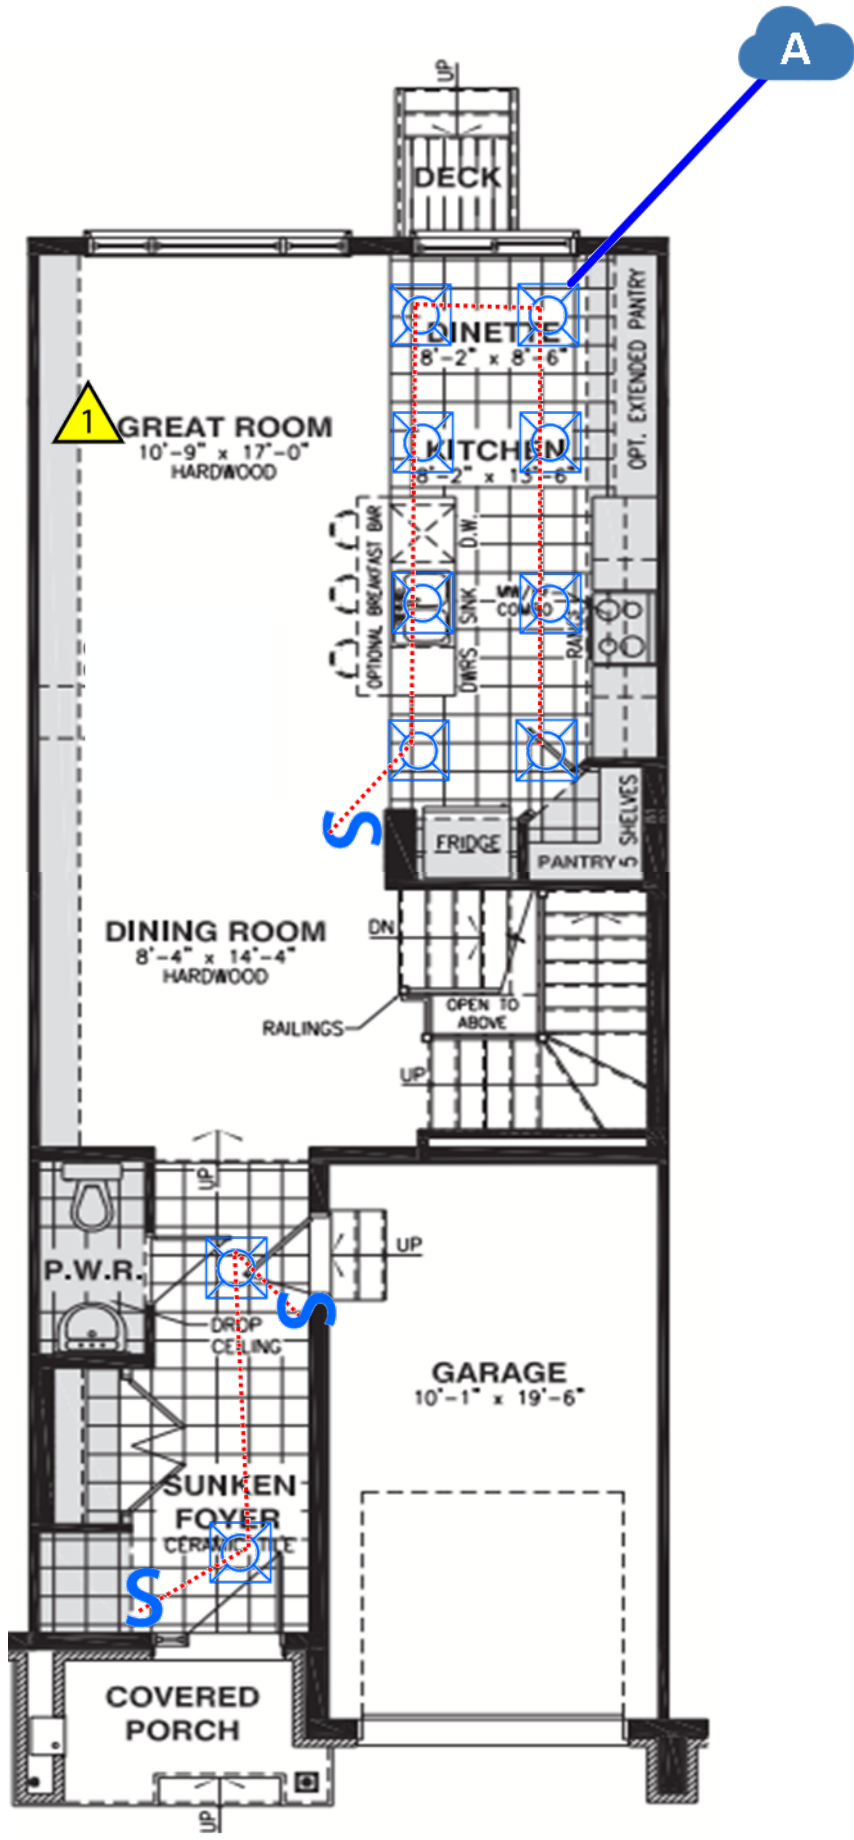 A
UP
DECK
DINETTE
8'-2" x 8'-6"
OPT. EXTENDED PANTRY
1
GREAT ROOM
10'-9" x 17'-0"
HARDWOOD
KITCHEN
8'-2" x 13'-6"
OPTIONAL BREAKFAST BAR
D.W.
SINK
DWRS
S
FRIDGE
PANTRY
5 SHELVES
DINING ROOM
8'-4" x 14'-4"
HARDWOOD
DN
OPEN TO
ABOVE
RAILINGS
UP
UP
P.W.R.
UP
S
DROP
CEILING
GARAGE
10'-1" x 19'-6"
SUNKEN
FOYER
CERAMIC TILE
S
COVERED
PORCH
UP